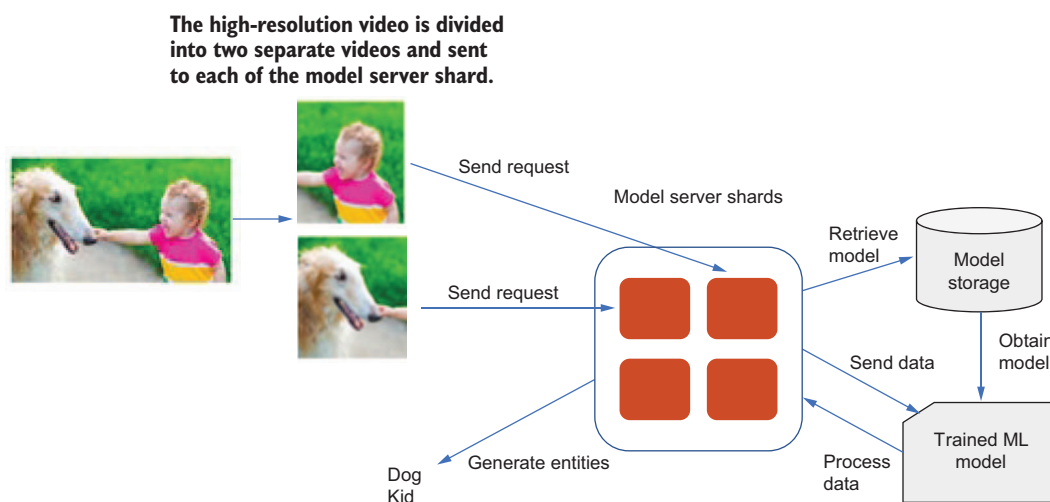 The high-resolution video is divided
into two separate videos and sent
to each of the model server shard.
Send request
Model server shards
Retrieve
model
Model
storage
Send request
Obtain
model
Send data
Trained ML
model
Process
data
Generate entities
Dog
Kid